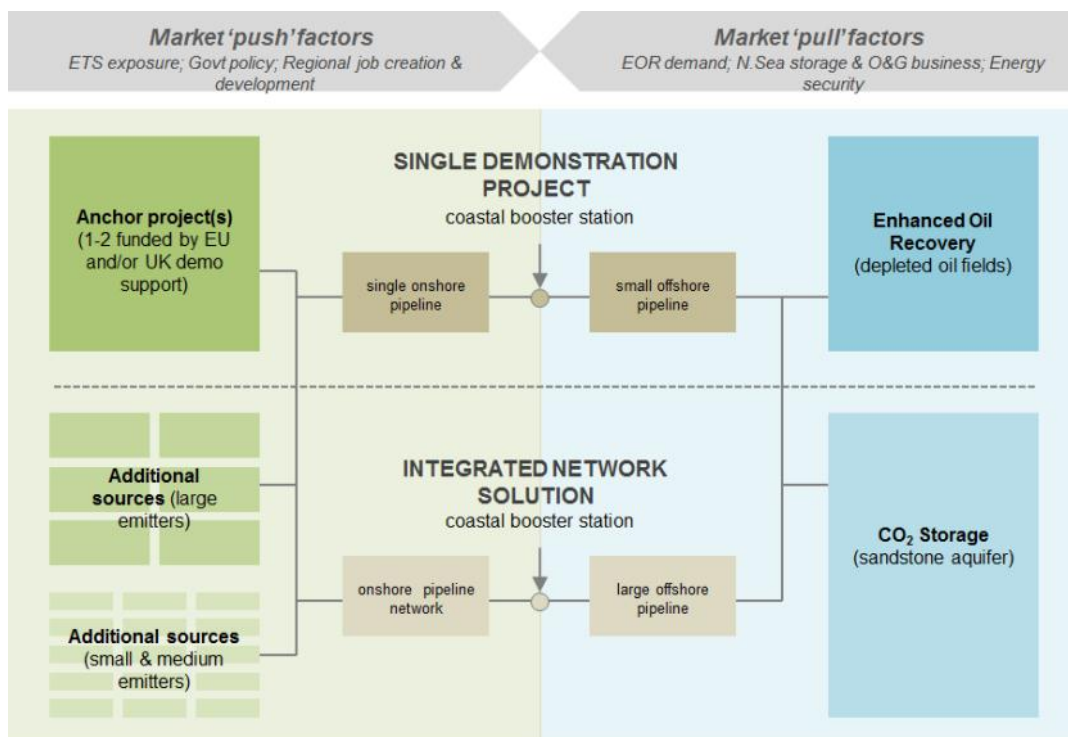 Market 'push' factors
ETS exposure; Govt policy; Regional job creation &
development
Market 'pull' factors
EOR demand; N.Sea storage & O&G business; Energy
security
SINGLE DEMONSTRATION
PROJECT
coastal booster station
Anchor project(s)
(1-2 funded by EU
and/or UK demo
support)
single onshore
pipeline
small offshore
pipeline
Enhanced Oil
Recovery
(depleted oil fields)
Additional
sources (large
emitters)
INTEGRATED NETWORK
SOLUTION
coastal booster station
Additional sources
(small & medium
emitters)
onshore pipeline
network
large offshore
pipeline
CO₂ Storage
(sandstone aquifer)